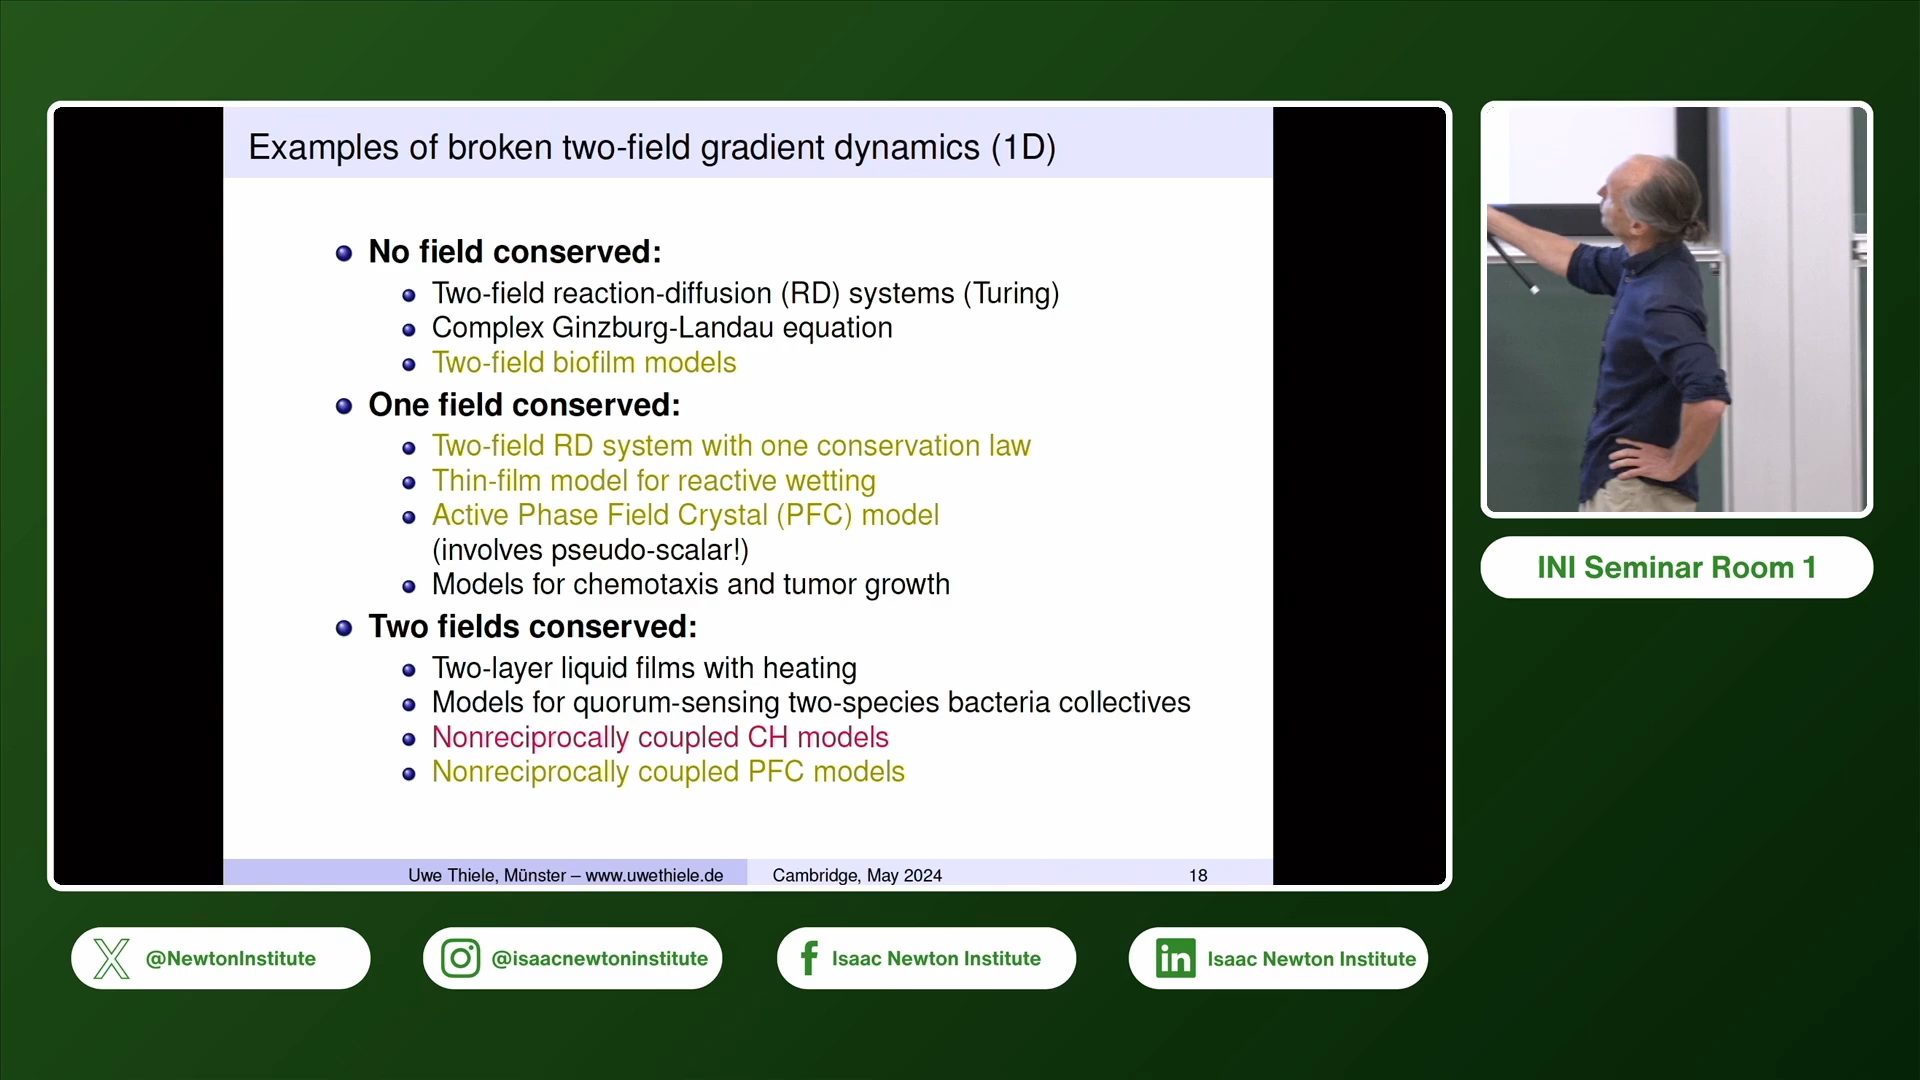 Examples of broken two-field gradient dynamics (1D)
No field conserved:
Two-field reaction-diffusion (RD) systems (Turing)
Complex Ginzburg-Landau equation
Two-field biofilm models
One field conserved:
Two-field RD system with one conservation law
Thin-film model for reactive wetting
Active Phase Field Crystal (PFC) model
(involves pseudo-scalar!)
Models for chemotaxis and tumor growth
Two fields conserved:
Two-layer liquid films with heating
Models for quorum-sensing two-species bacteria collectives
Nonreciprocally coupled CH models
Nonreciprocally coupled PFC models
Uwe Thiele, Münster – www.uwethiele.de
Cambridge, May 2024
18
INI Seminar Room 1
@NewtonInstitute
@isaacnewtoninstitute
Isaac Newton Institute
Isaac Newton Institute